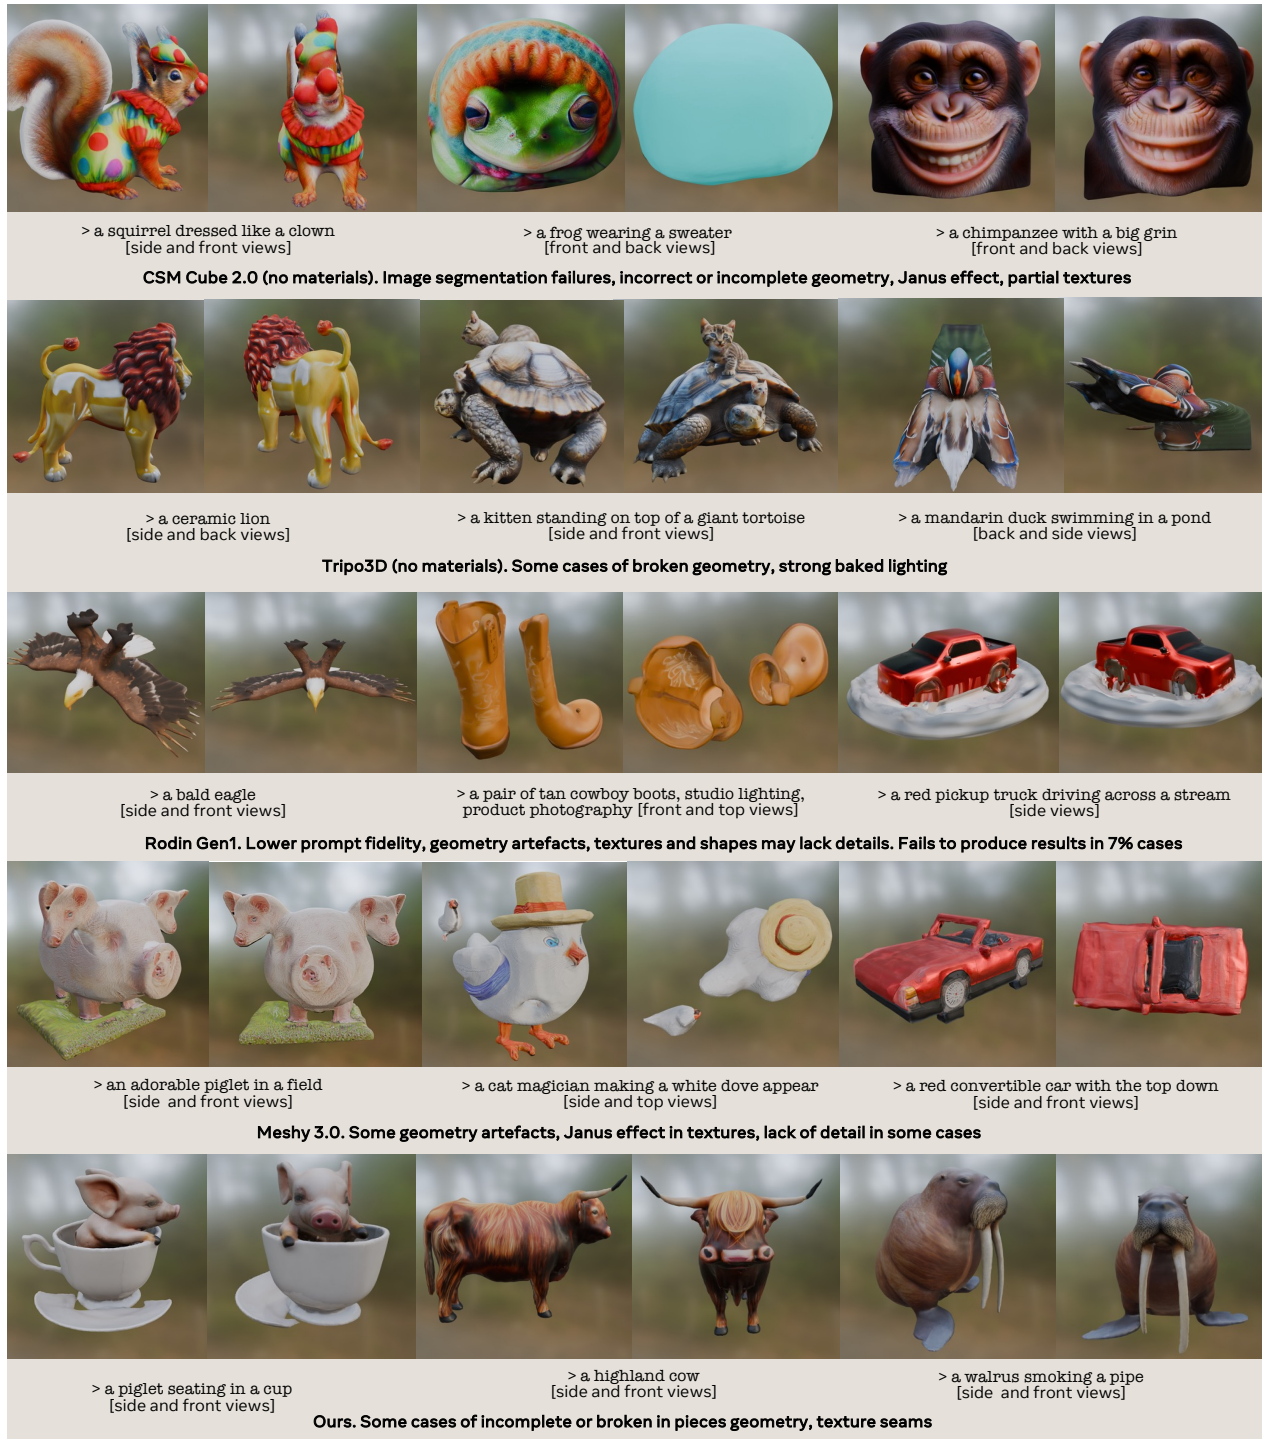 > a squirrel dressed like a clown
[side and front views]
> a frog wearing a sweater
[front and back views]
> a chimpanzee with a big grin
[front and back views]
CSM Cube 2.0 (no materials). Image segmentation failures, incorrect or incomplete geometry, Janus effect, partial textures
> a ceramic lion
[side and back views]
> a kitten standing on top of a giant tortoise
[side and front views]
> a mandarin duck swimming in a pond
[back and side views]
Tripo3D (no materials). Some cases of broken geometry, strong baked lighting
> a bald eagle
[side and front views]
> a pair of tan cowboy boots, studio lighting,
product photography [front and top views]
> a red pickup truck driving across a stream
[side views]
Rodin Gen1. Lower prompt fidelity, geometry artefacts, textures and shapes may lack details. Fails to produce results in 7% cases
> an adorable piglet in a field
[side and front views]
> a cat magician making a white dove appear
[side and top views]
> a red convertible car with the top down
[side and front views]
Meshy 3.0. Some geometry artefacts, Janus effect in textures, lack of detail in some cases
> a piglet seating in a cup
[side and front views]
> a highland cow
[side and front views]
> a walrus smoking a pipe
[side and front views]
Ours. Some cases of incomplete or broken in pieces geometry, texture seams